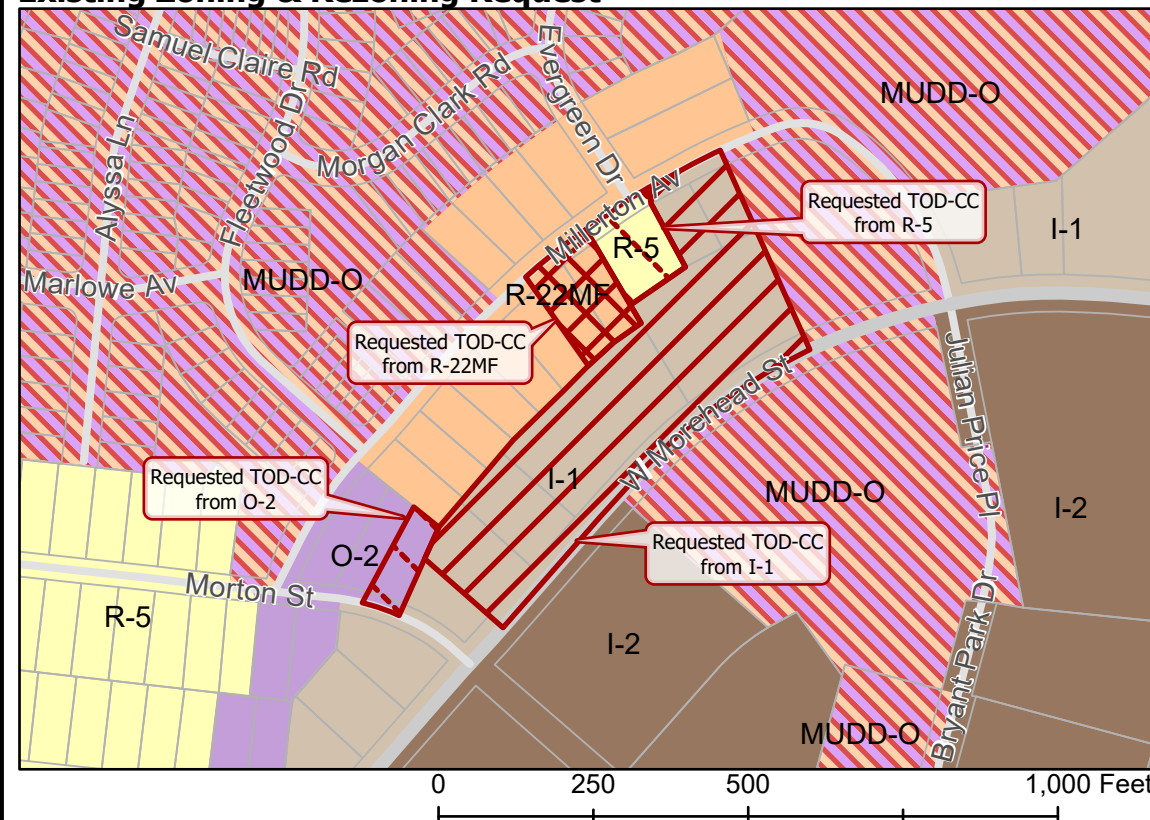 Existing Zoning & Rezoning Request
Samuel Claire Rd
Evergreen Dr
MUDD-O
Morgan Clark Rd
Fleetwood Dr
Alyssa Ln
Millerton Av
Requested TOD-CC
from R-5
I-1
R-5
Marlowe Av
MUDD-O
R-22MF
Requested TOD-CC
from R-22MF
W Morehead St
Julian Price Pl
Requested TOD-CC
from O-2
I-1
MUDD-O
I-2
Requested TOD-CC
from I-1
O-2
Morton St
R-5
I-2
Bryant Park Dr
MUDD-O
0 250 500 1,000 Feet